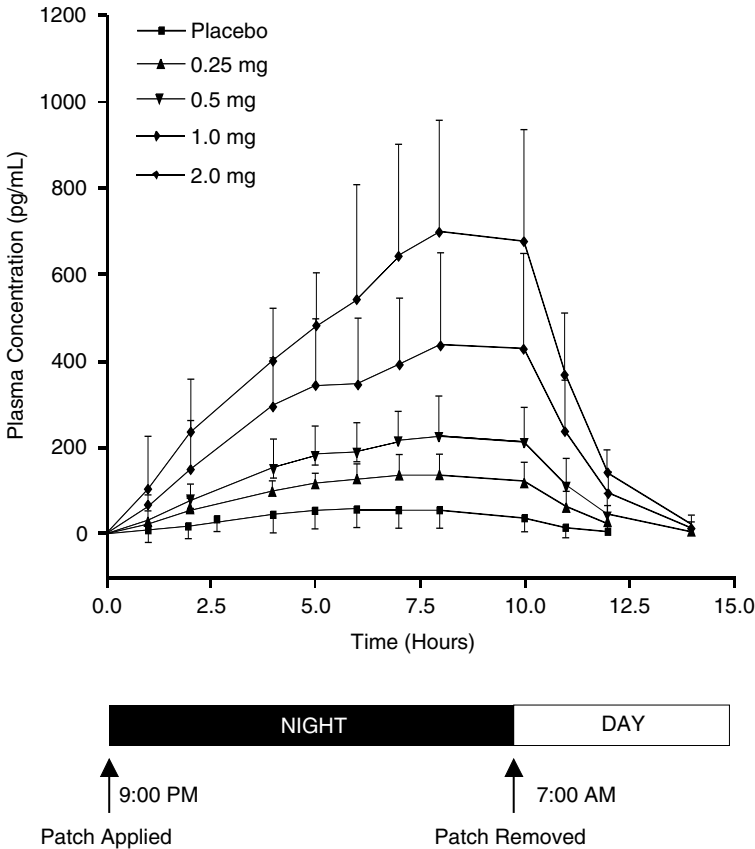 1200
1000
800
600
400
200
0
Plasma Concentration (pg/mL)
Placebo
0.25 mg
0.5 mg
1.0 mg
2.0 mg
0.0 2.5 5.0 7.5 10.0 12.5 15.0
Time (Hours)
NIGHT DAY
9:00 PM 7:00 AM
Patch Applied Patch Removed